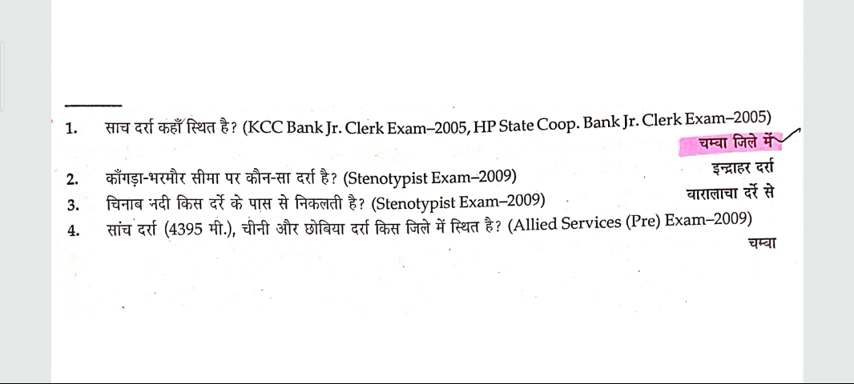 1. साच दर्रा कहाँ स्थित है? (KCC Bank Jr. Clerk Exam–2005, HP State Coop. Bank Jr. Clerk Exam–2005)
चम्बा जिले में
2. काँगड़ा-भरमौर सीमा पर कौन-सा दर्रा है? (Stenotypist Exam–2009) इन्द्राहर दर्रा
3. चिनाब नदी किस दर्रे के पास से निकलती है? (Stenotypist Exam–2009) वारालाचा दर्रे से
4. सांच दर्रा (4395 मी.), चीनी और छोबिया दर्रा किस जिले में स्थित है? (Allied Services (Pre) Exam–2009)
चम्बा